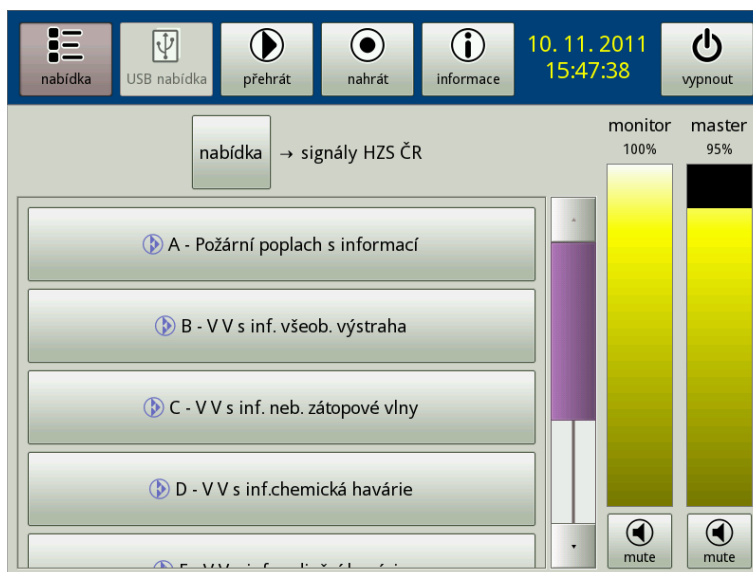 nabídka
USB nabídka
přehrát
nahrát
informace
10. 11. 2011
15:47:38
vypnout
nabídka → signály HZS ČR
monitor
100%
master
95%
A - Požární poplach s informací
B - V V s inf. všeob. výstraha
C - V V s inf. neb. zátopové vlny
D - V V s inf.chemická havárie
mute
mute